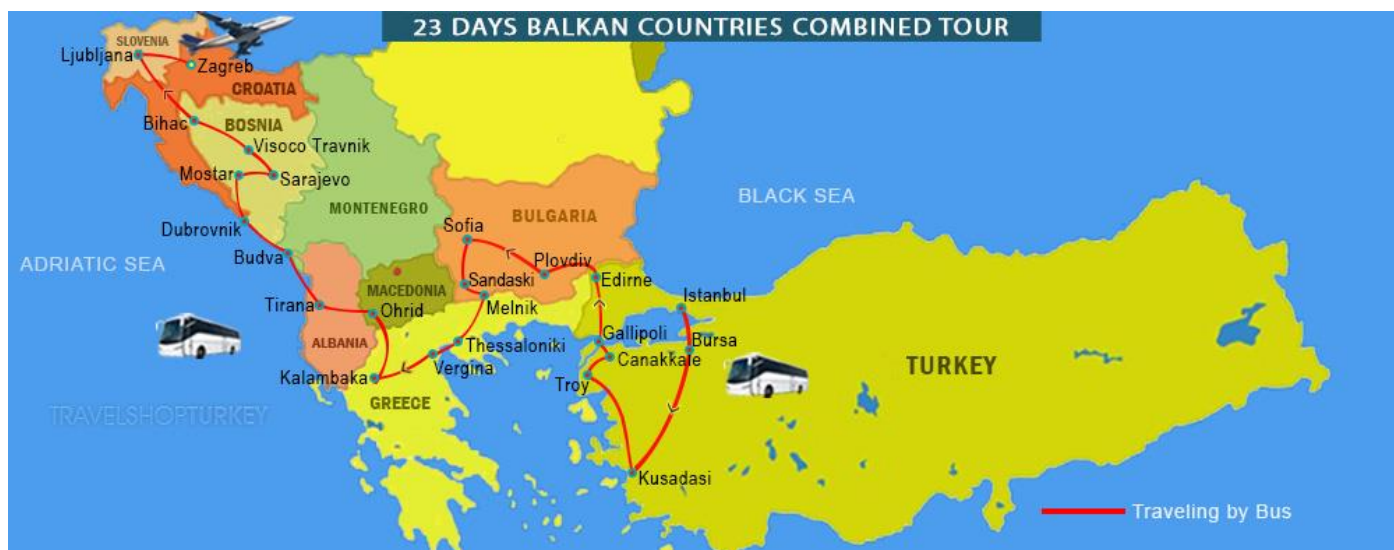 23 DAYS BALKAN COUNTRIES COMBINED TOUR
SLOVENIA
Ljubljana
Zagreb
CROATIA
Bihac
BOSNIA
Visoco Travnik
Mostar
Sarajevo
MONTENEGRO
BULGARIA
BLACK SEA
Dubrovnik
Sofia
Budva
Plovdiv
ADRIATIC SEA
Edirne
Sandaski
MACEDONIA
Istanbul
Melnik
Tirana
Ohrid
Gallipoli
Bursa
ALBANIA
Thessaloniki
Canakkale
Vergina
TURKEY
Kalambaka
Troy
GREECE
TRAVELSHOPTURKEY
Kusadasi
Traveling by Bus